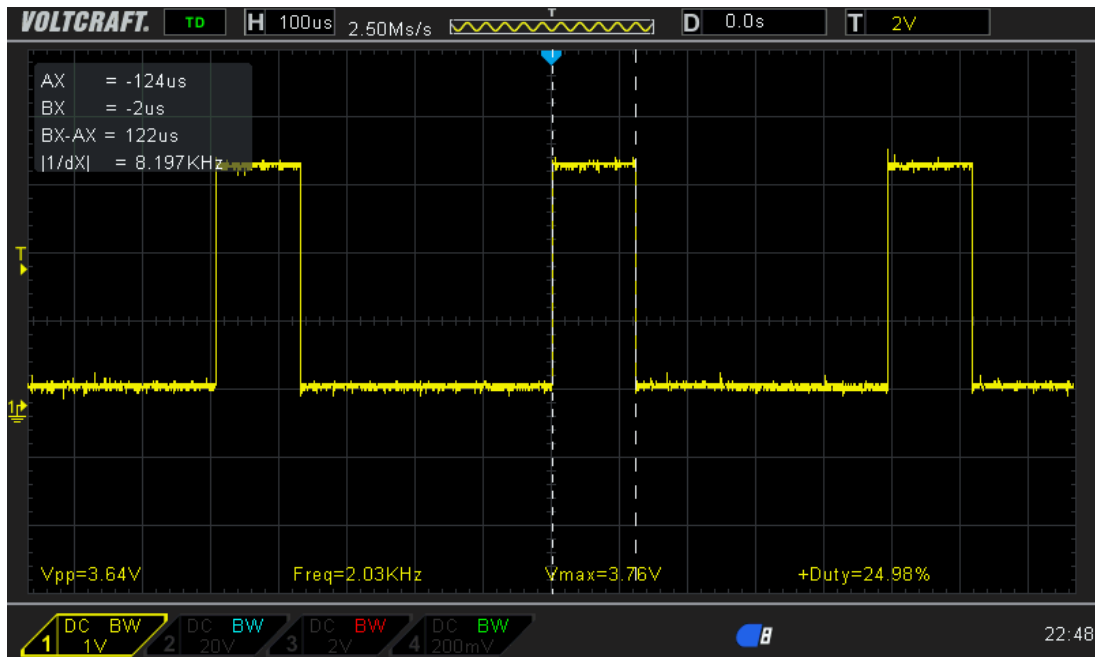 VOLTCRAFT. TD H 100us 2.50Ms/s T D 0.0s T 2V
AX = -124us
BX = -2us
BX-AX = 122us
|1/dX| = 8.197KHz
T
1
Vpp=3.64V Freq=2.03KHz Vmax=3.76V +Duty=24.98%
1 DC BW 1V 2 DC BW 20V 3 DC BW 2V 4 DC BW 200mV 22:48